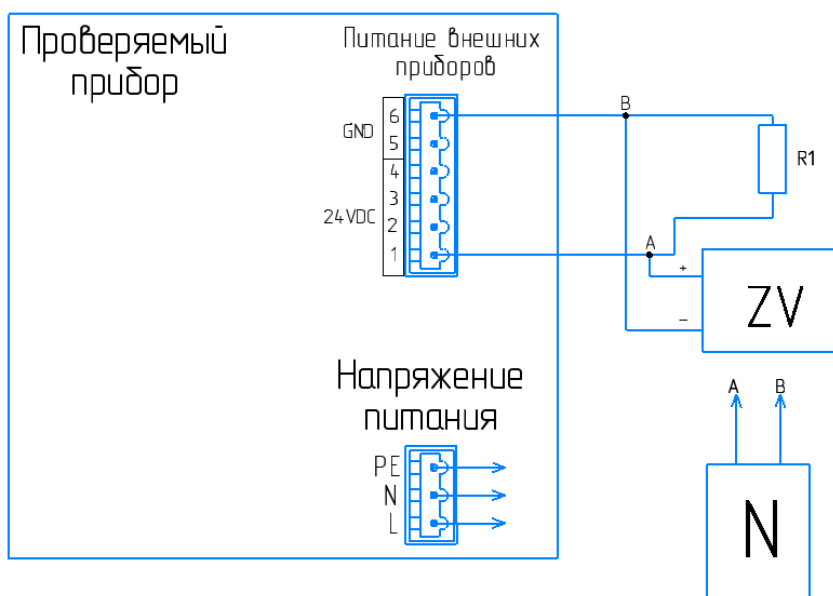 Проверяемый
прибор
Питание внешних
приборов
GND
6
5
4
3
24VDC
2
1
B
R1
A
+
ZV
−
Напряжение
питания
PE
N
L
A
B
N